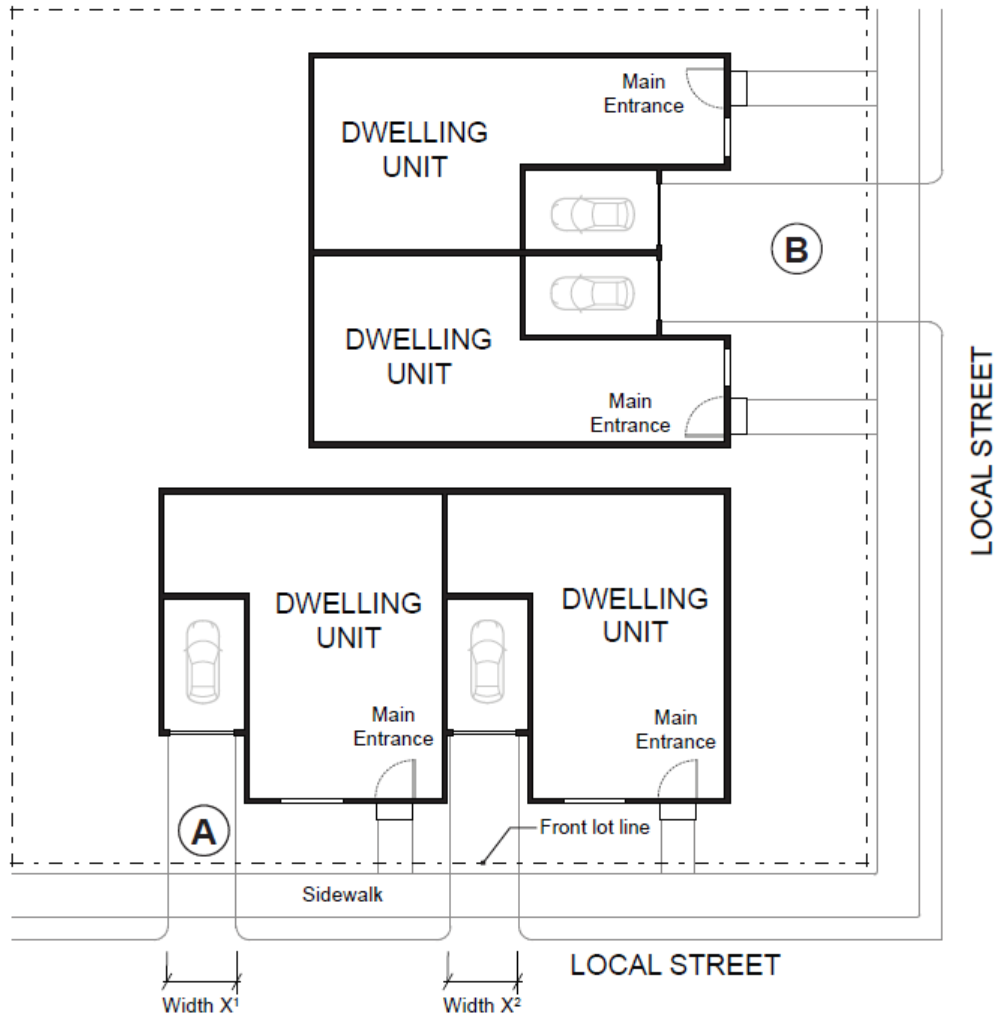 Main
Entrance
DWELLING
UNIT
B
DWELLING
UNIT
Main
Entrance
LOCAL STREET
DWELLING
UNIT
DWELLING
UNIT
Main
Entrance
Main
Entrance
A
Front lot line
Sidewalk
LOCAL STREET
Width X¹
Width X²